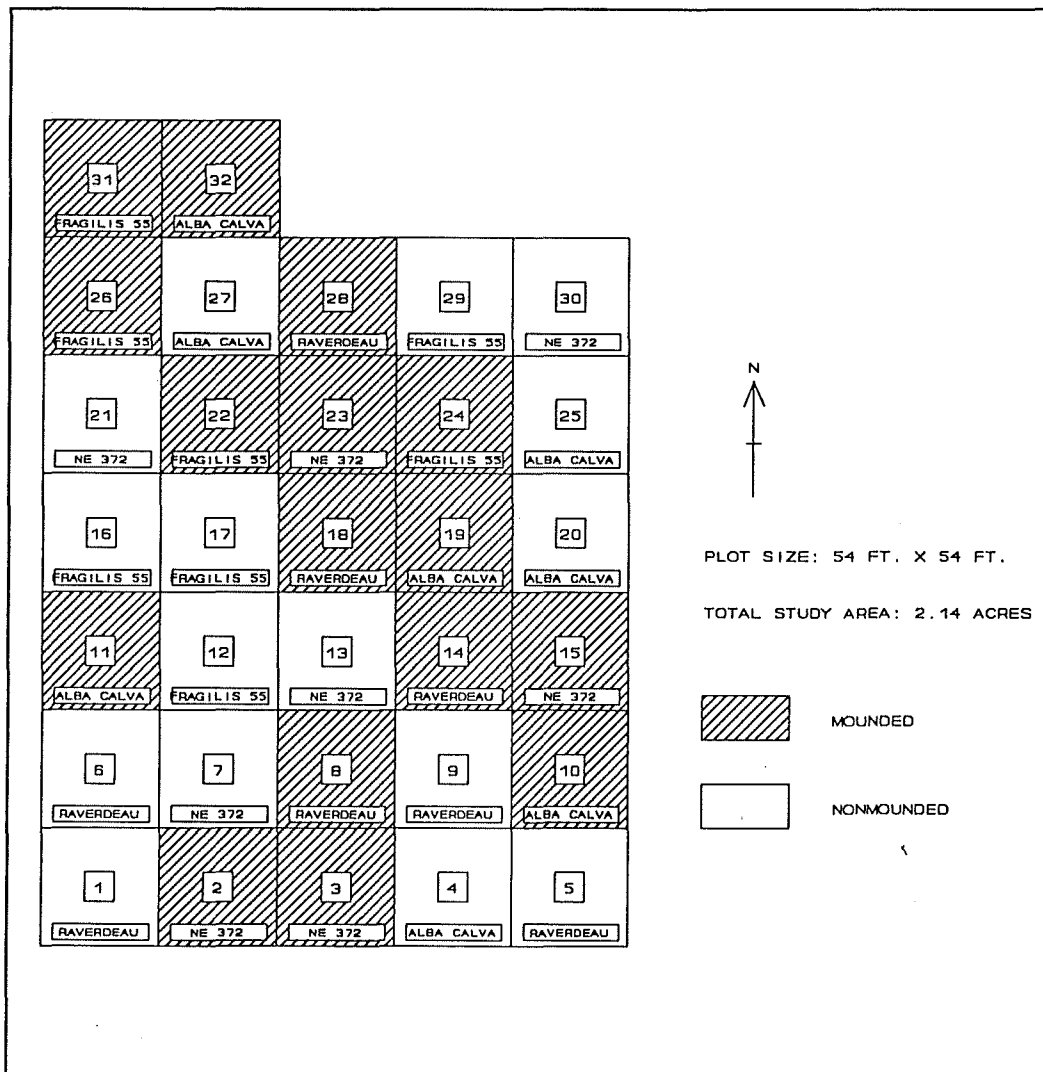 31 32
FRAGILIS 55 ALBA CALVA
26 27 28 29 30
FRAGILIS 55 ALBA CALVA RAVERDEAU FRAGILIS 55 NE 372
21 22 23 24 25
NE 372 FRAGILIS 55 NE 372 FRAGILIS 55 ALBA CALVA
16 17 18 19 20
FRAGILIS 55 FRAGILIS 55 RAVERDEAU ALBA CALVA ALBA CALVA
11 12 13 14 15
ALBA CALVA FRAGILIS 55 NE 372 RAVERDEAU NE 372
6 7 8 9 10
RAVERDEAU NE 372 RAVERDEAU RAVERDEAU ALBA CALVA
1 2 3 4 5
RAVERDEAU NE 372 NE 372 ALBA CALVA RAVERDEAU
N
PLOT SIZE: 54 FT. X 54 FT.
TOTAL STUDY AREA: 2.14 ACRES
MOUNDED
NONMOUNDED